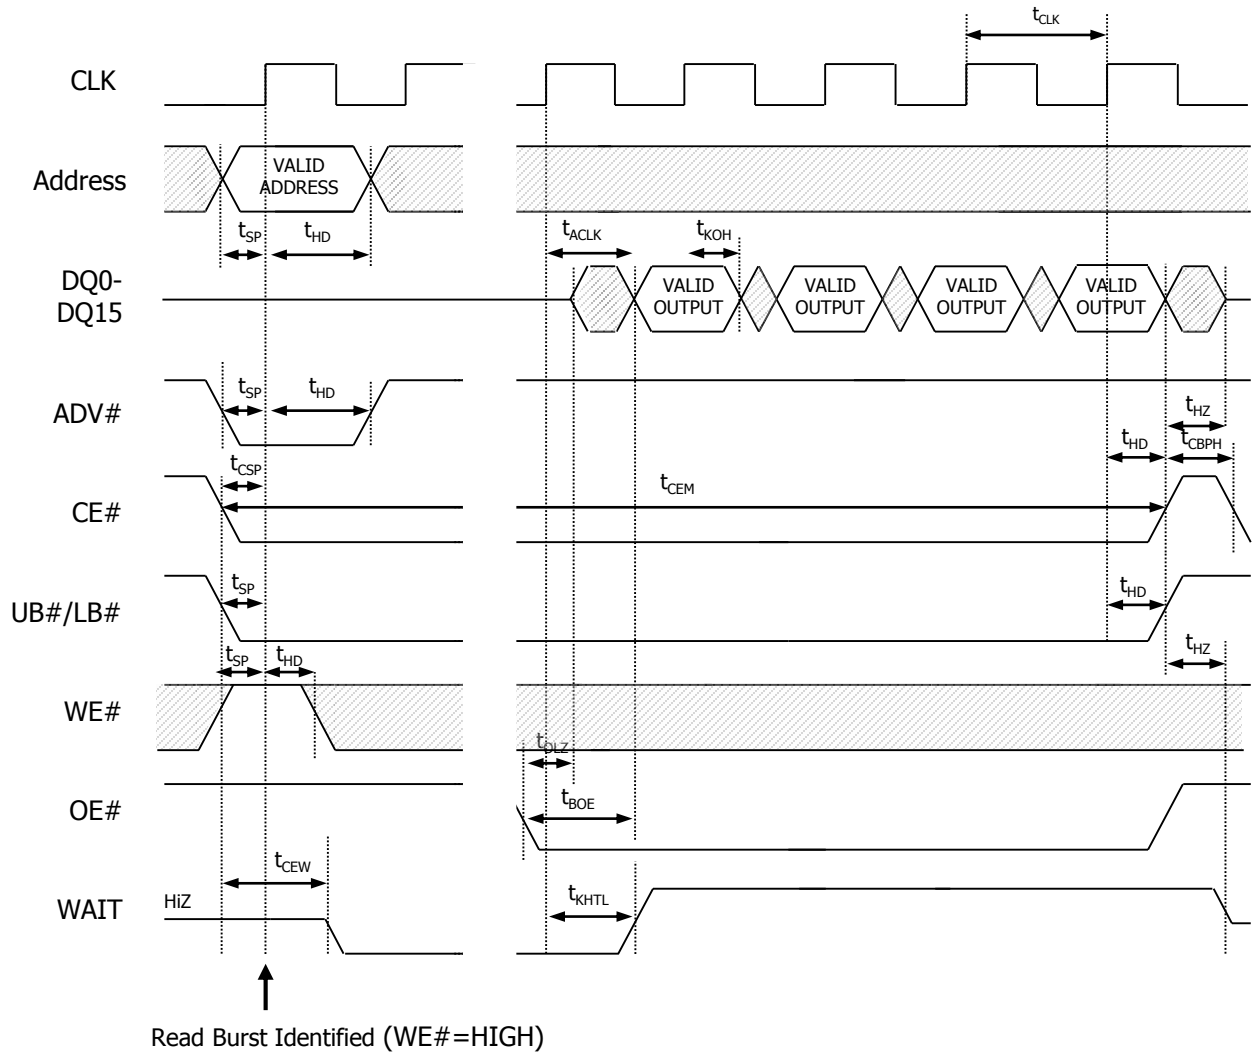 tCLK
CLK
Address
VALID
ADDRESS
tSP
tHD
tACLK
tKOH
DQ0-
DQ15
VALID
OUTPUT
VALID
OUTPUT
VALID
OUTPUT
VALID
OUTPUT
ADV#
tSP
tHD
tHZ
tHD
tCBPH
CE#
tCSP
tCEM
UB#/LB#
tSP
tHD
tSP
tHD
tHZ
WE#
tOLZ
OE#
tBOE
tCEW
WAIT
HiZ
tKHTL
Read Burst Identified (WE#=HIGH)